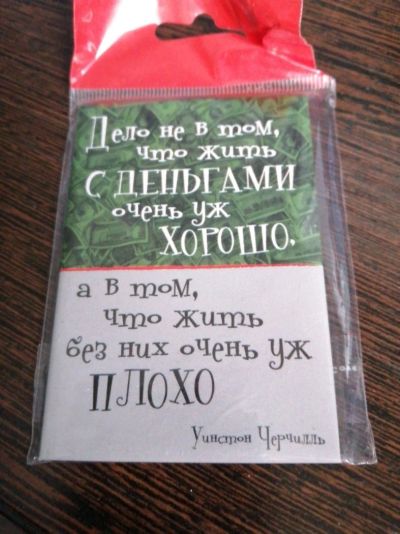 Дело не в том,
что жить
С ДЕНЬГАМИ
очень уж
ХОРОШО,
а в том,
что жить
без них очень уж
ПЛОХО
Уинстон Черчилль